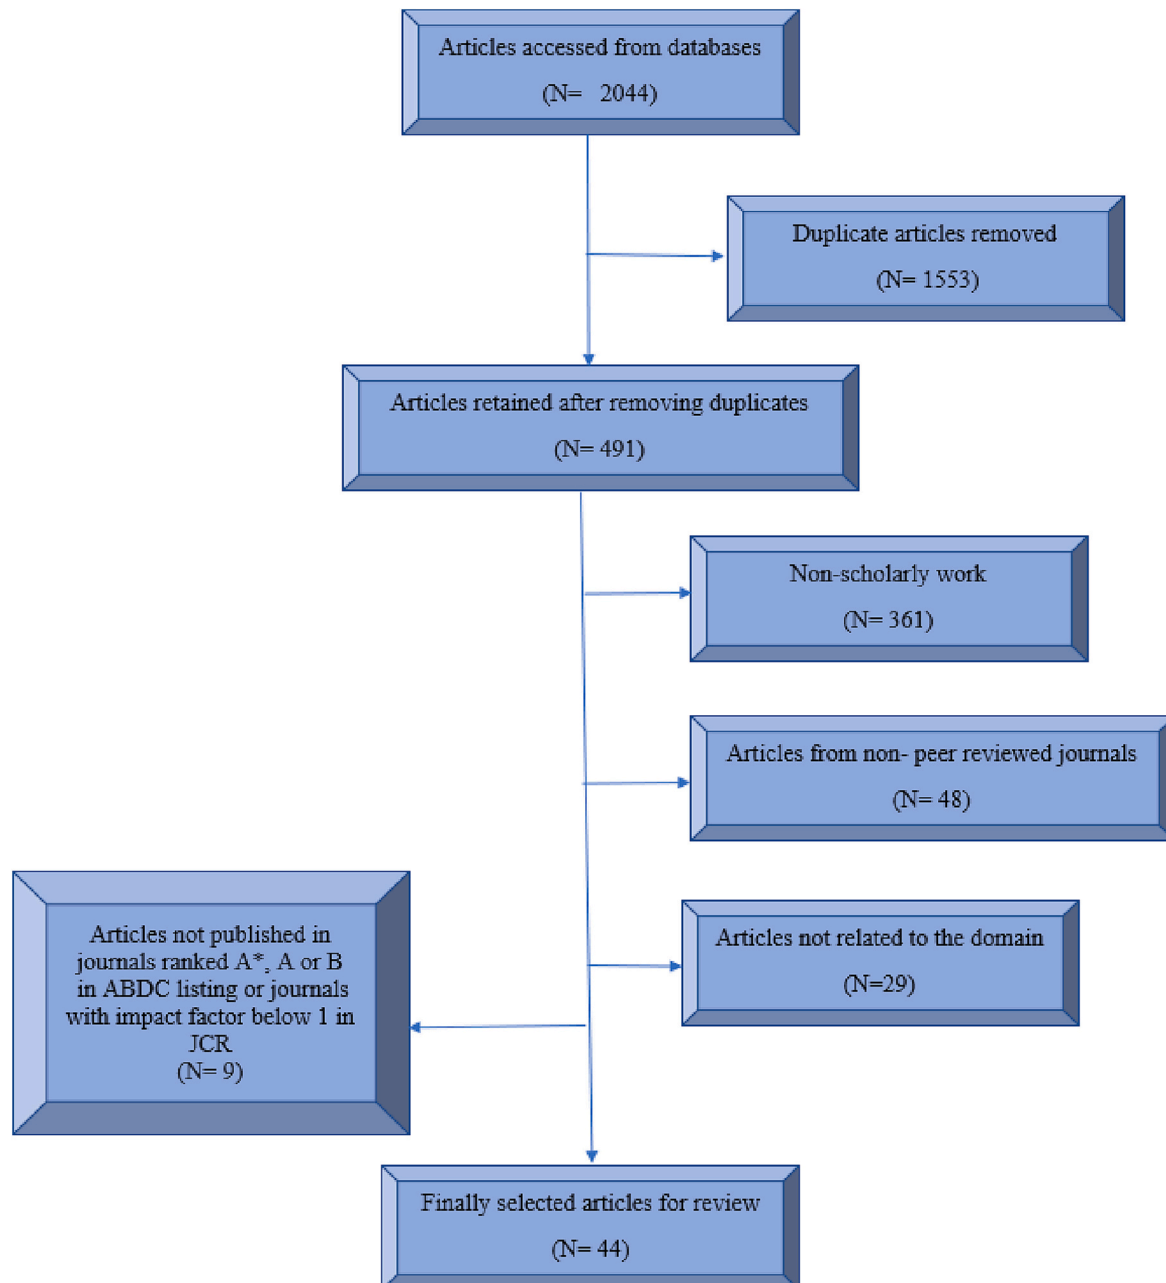 Articles accessed from databases
(N=   2044)
Duplicate articles removed
(N= 1553)
Articles retained after removing duplicates
(N= 491)
Non-scholarly work
(N= 361)
Articles from non- peer reviewed journals
(N= 48)
Articles not related to the domain
(N=29)
Articles not published in
journals ranked A*, A or B
in ABDC listing or journals
with impact factor below 1 in
JCR
(N= 9)
Finally selected articles for review
(N= 44)